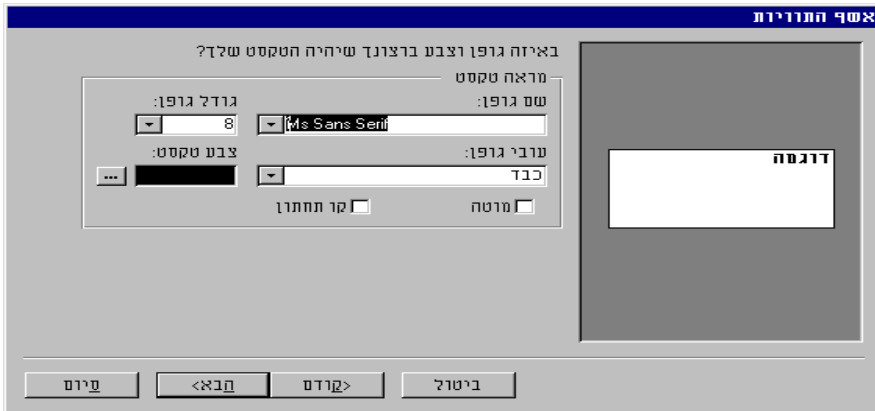 אשף התוויות
באיזה גופן וצבע ברצונך שיהיה הטקסט שלך?
מראה טקסט
שם גופן: גודל גופן:
Ms Sans Serif 8
עובי גופן: צבע טקסט:
כבד ...
מוטה קו תחתון
דוגמה
ביטול <קודם הבא> סיום